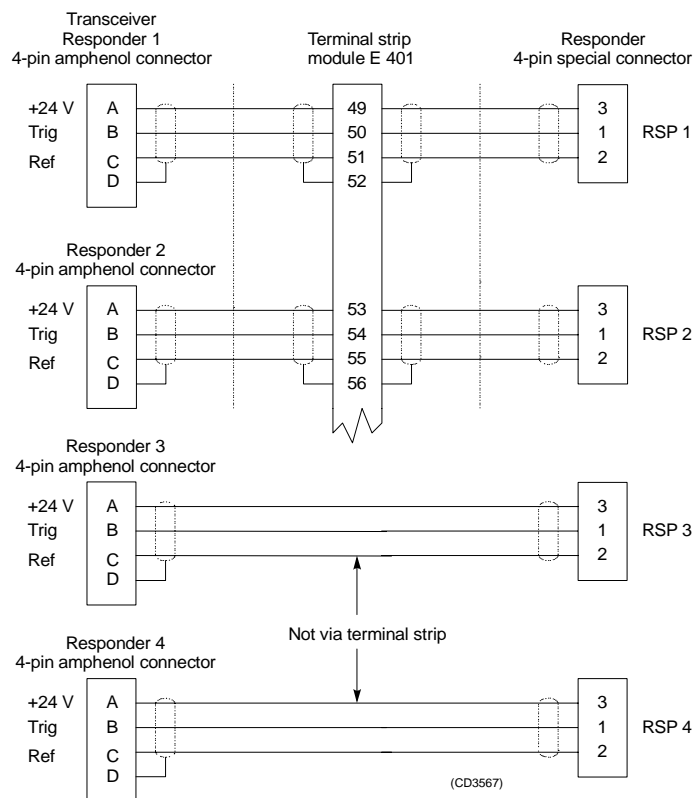 Transceiver
Responder 1
4-pin amphenol connector
Terminal strip
module E 401
Responder
4-pin special connector
+24 V A 49 3
Trig B 50 1 RSP 1
Ref C 51 2
D 52
Responder 2
4-pin amphenol connector
+24 V A 53 3
Trig B 54 1 RSP 2
Ref C 55 2
D 56
Responder 3
4-pin amphenol connector
+24 V A 3
Trig B 1 RSP 3
Ref C 2
D
Not via terminal strip
Responder 4
4-pin amphenol connector
+24 V A 3
Trig B 1 RSP 4
Ref C 2
D
(CD3567)